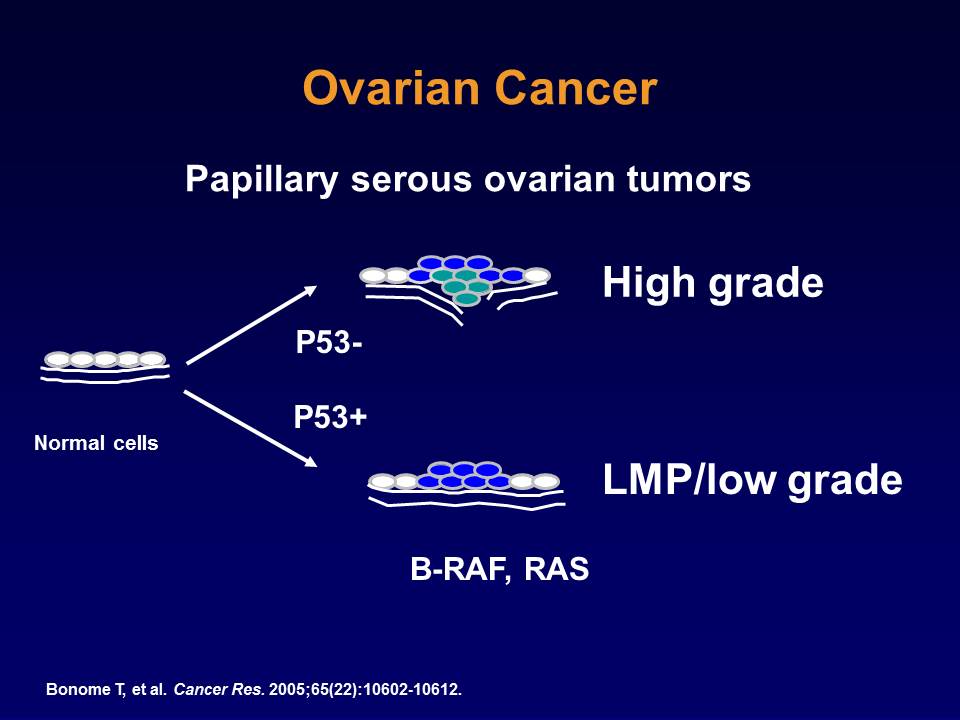 Ovarian Cancer
Papillary serous ovarian tumors
High grade
P53-
P53+
Normal cells
LMP/low grade
B-RAF, RAS
Bonome T, et al. Cancer Res. 2005;65(22):10602-10612.